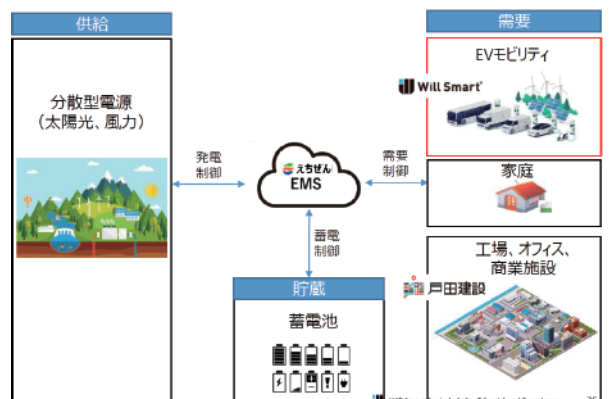 供給
分散型電源
(太陽光、風力)
発電
制御
えちぜん
EMS
蓄電
制御
貯蔵
蓄電池
需要
制御
需要
EVモビリティ
Will Smart
家庭
工場、オフィス、
商業施設
戸田建設